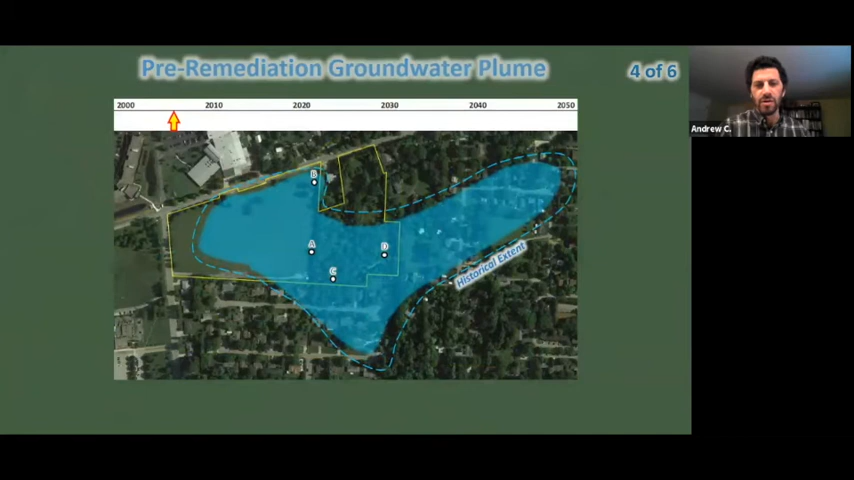 Pre-Remediation Groundwater Plume
4 of 6
2000 2010 2020 2030 2040 2050
B
A
D
C
Historical Extent
Andrew C.